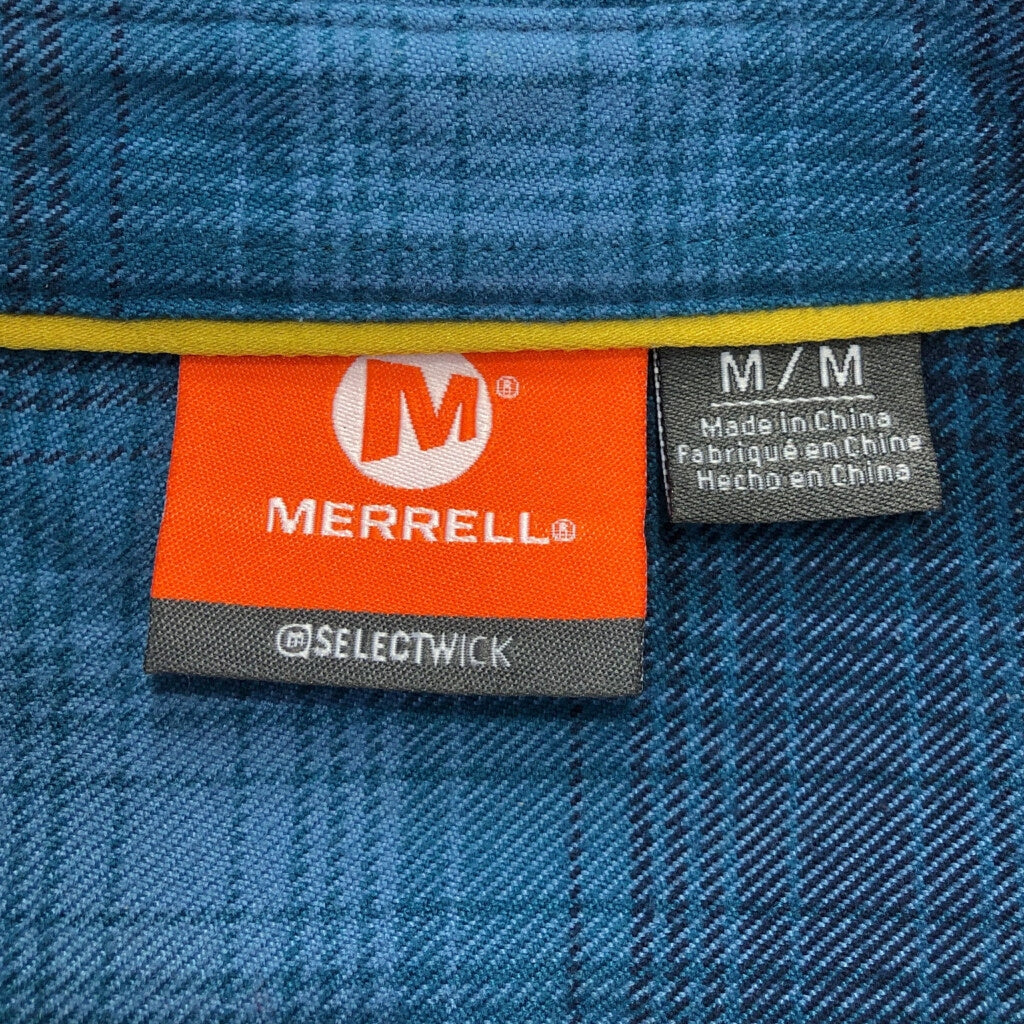 M®
MERRELL®
SELECTWICK
M / M
Made in China
Fabriqué en Chine
Hecho en China